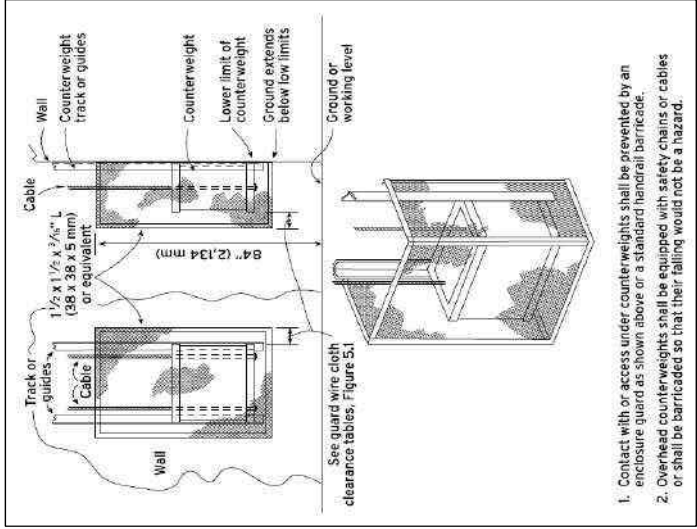 Wall
Counterweight
track or guides
Counterweight
Lower limit of
counterweight
Ground extends
below low limits
Ground or
working level
Cable
1 1/2 x 1 1/2 x 3/16" L
(38 x 38 x 5 mm)
or equivalent
84" (2,134 mm)
Track or
guides
Cable
Wall
See guard wire cloth
clearance tables, Figure 5.1
1. Contact with or access under counterweights shall be prevented by an
enclosure guard as shown above or a standard handrail barricade.
2. Overhead counterweights shall be equipped with safety chains or cables
or shall be barricaded so that their falling would not be a hazard.